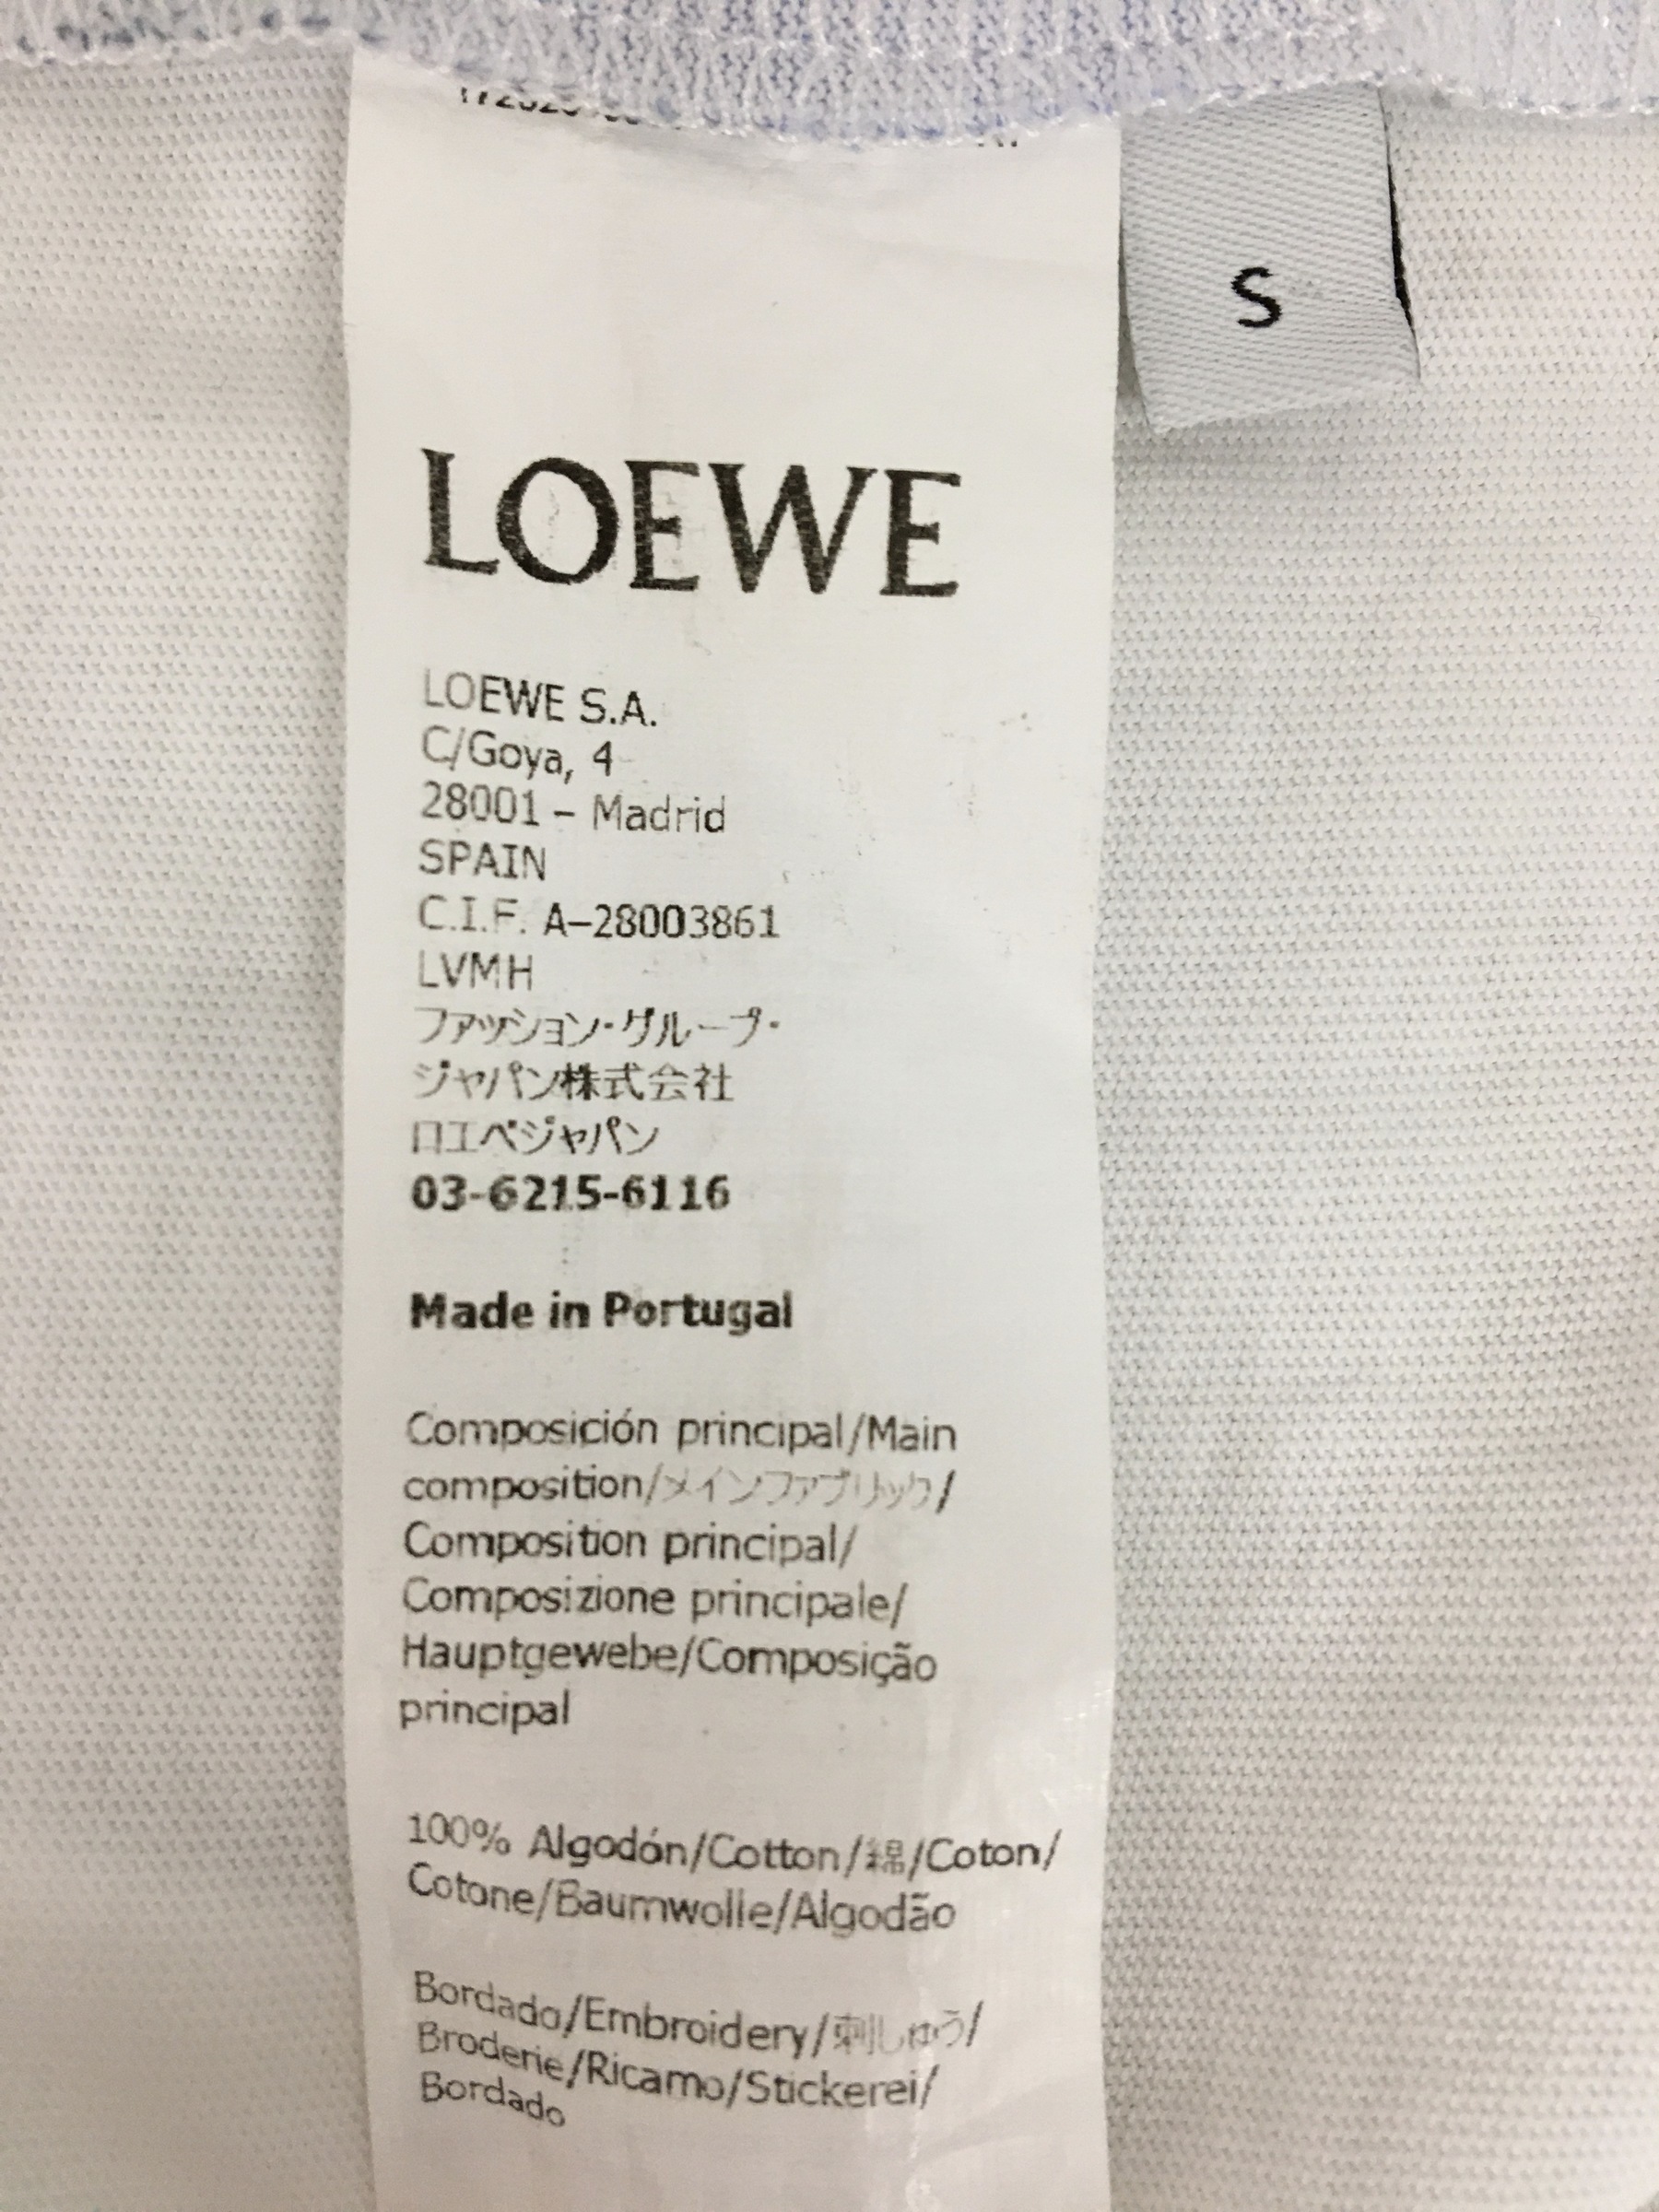 S
LOEWE
LOEWE S.A.
C/Goya, 4
28001 – Madrid
SPAIN
C.I.F. A–28003861
LVMH
ファッション・グループ・
ジャパン株式会社
ロエベジャパン
03-6215-6116
Made in Portugal
Composición principal/Main
composition/メインファブリック/
Composition principal/
Composizione principale/
Hauptgewebe/Composição
principal
100% Algodón/Cotton/綿/Coton/
Cotone/Baumwolle/Algodão
Bordado/Embroidery/刺しゅう/
Broderie/Ricamo/Stickerei/
Bordado